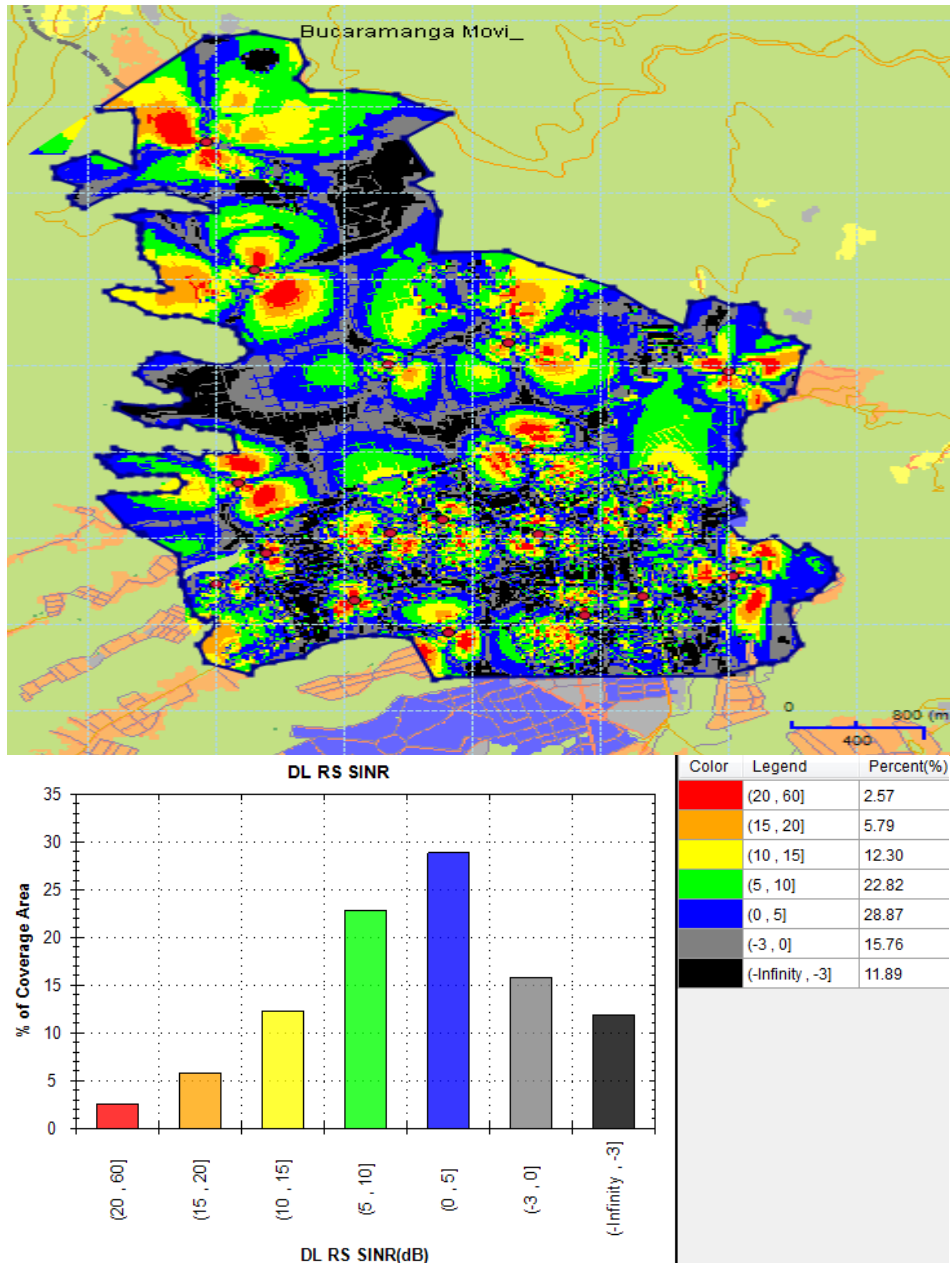 Bucaramanga Movi_
0
800 (m
400
DL RS SINR
% of Coverage Area
35
30
25
20
15
10
5
0
(20 , 60]
(15 , 20]
(10 , 15]
(5 , 10]
(0 , 5]
(-3 , 0]
(-Infinity , -3]
DL RS SINR(dB)
Color Legend Percent(%)
(20 , 60] 2.57
(15 , 20] 5.79
(10 , 15] 12.30
(5 , 10] 22.82
(0 , 5] 28.87
(-3 , 0] 15.76
(-Infinity , -3] 11.89